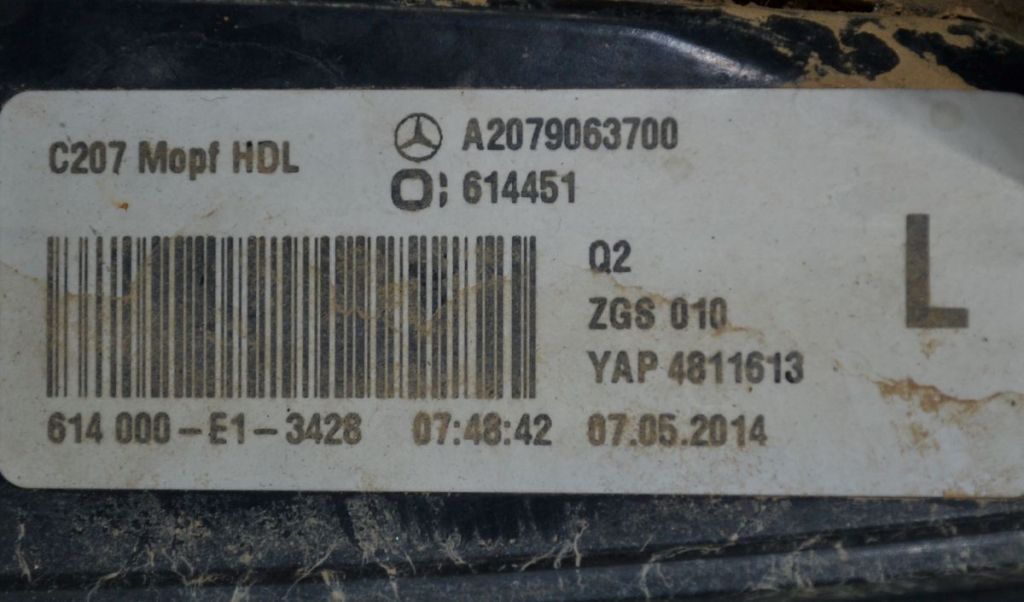 C207 Mopf HDL
A2079063700
614451
Q2
ZGS 010
YAP 4811613
L
614 000-E1-3428 07:48:42 07.05.2014